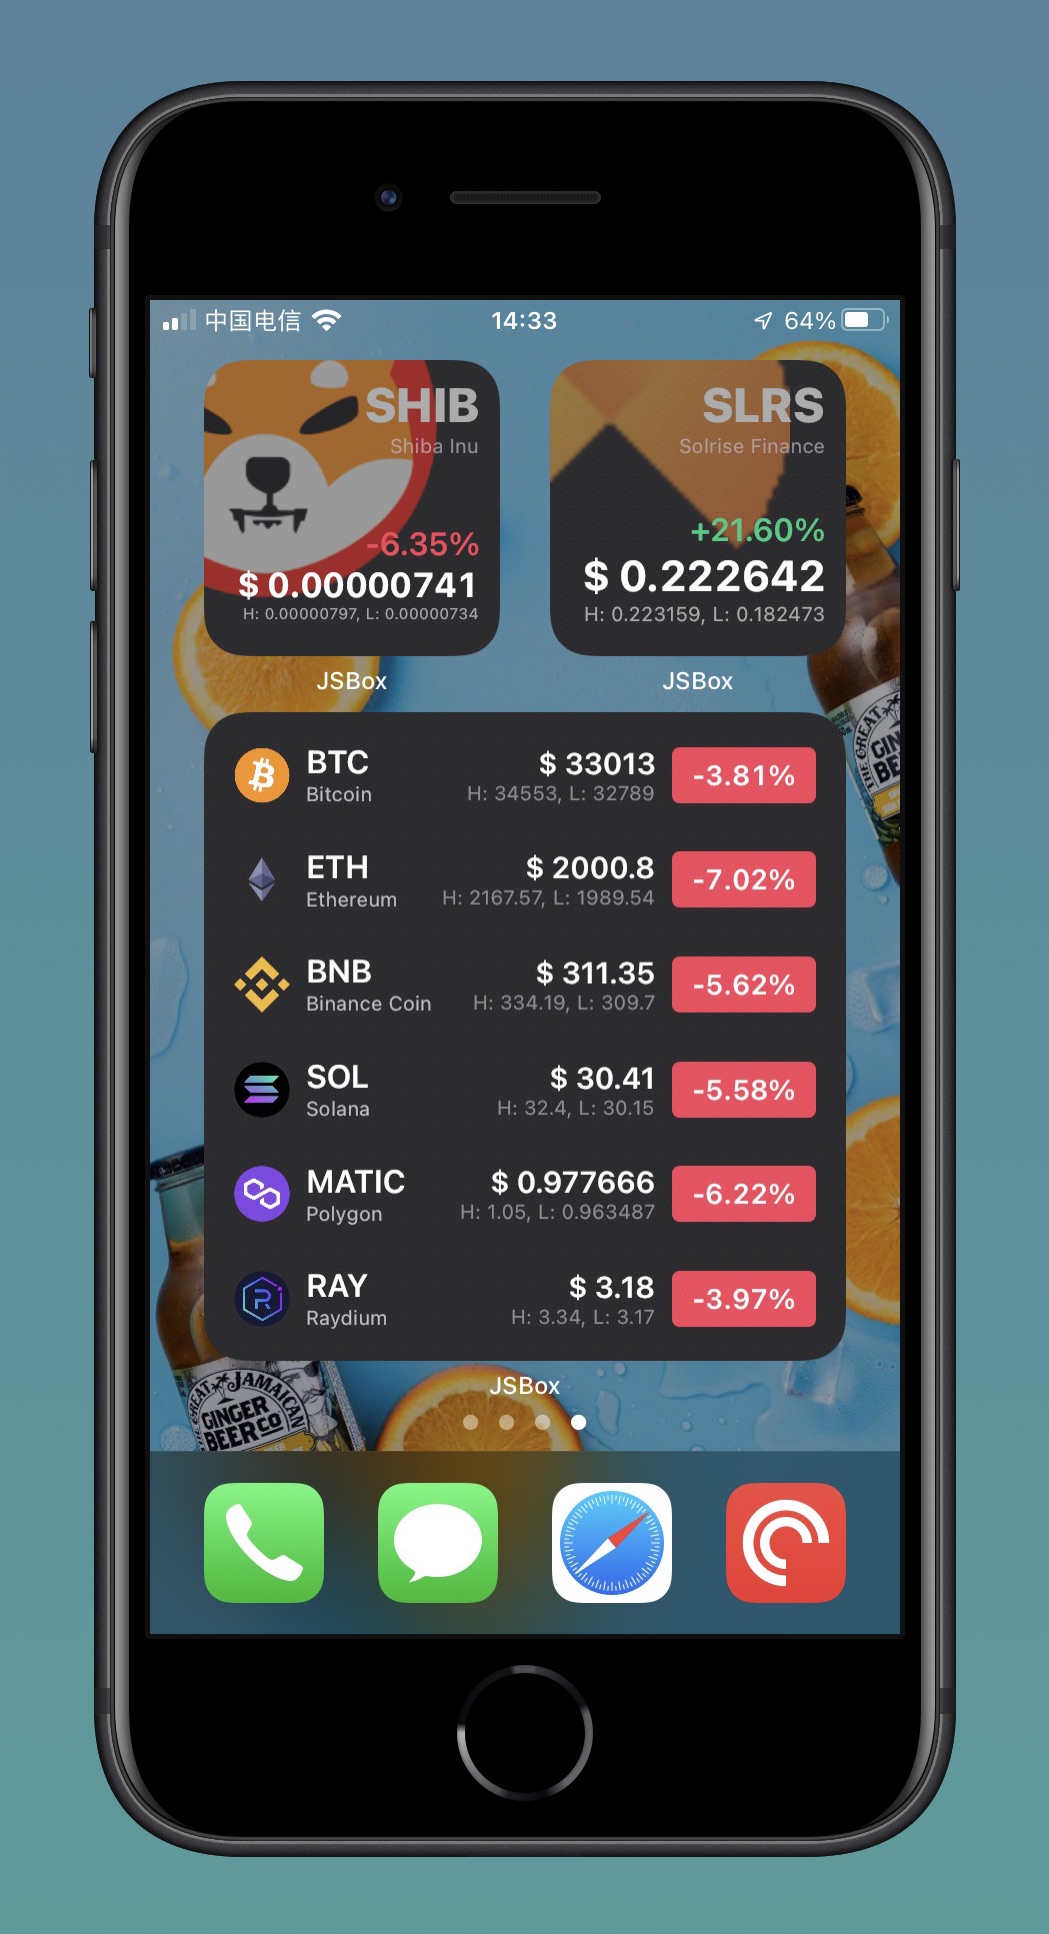 中国电信
14:33
64%
SHIB
Shiba Inu
-6.35%
$ 0.00000741
H: 0.00000797, L: 0.00000734
JSBox
SLRS
Solrise Finance
+21.60%
$ 0.222642
H: 0.223159, L: 0.182473
JSBox
BTC
Bitcoin
$ 33013
H: 34553, L: 32789
-3.81%
ETH
Ethereum
$ 2000.8
H: 2167.57, L: 1989.54
-7.02%
BNB
Binance Coin
$ 311.35
H: 334.19, L: 309.7
-5.62%
SOL
Solana
$ 30.41
H: 32.4, L: 30.15
-5.58%
MATIC
Polygon
$ 0.977666
H: 1.05, L: 0.963487
-6.22%
RAY
Raydium
$ 3.18
H: 3.34, L: 3.17
-3.97%
JSBox
THE GREAT
GIN
BE
GREAT JAMAICAN
GINGER
BEER CO